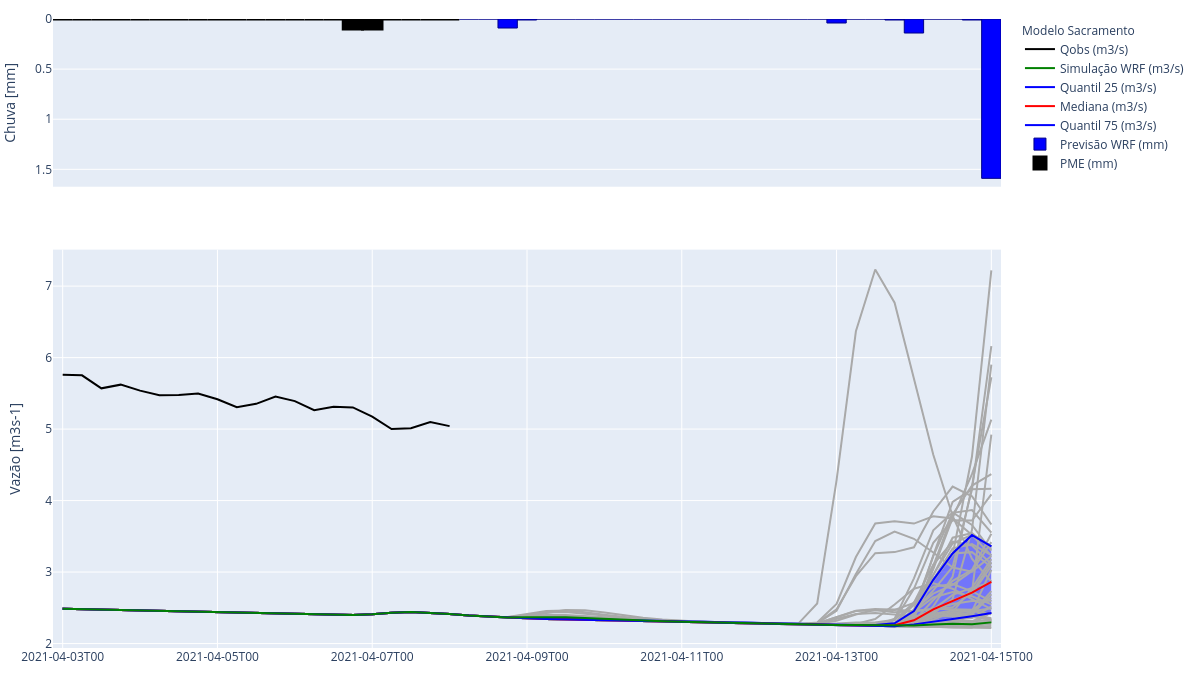 0
0.5
1
1.5
Chuva [mm]
Modelo Sacramento
Qobs (m3/s)
Simulação WRF (m3/s)
Quantil 25 (m3/s)
Mediana (m3/s)
Quantil 75 (m3/s)
Previsão WRF (mm)
PME (mm)
7
6
5
4
3
2
Vazão [m3s-1]
2021-04-03T00
2021-04-05T00
2021-04-07T00
2021-04-09T00
2021-04-11T00
2021-04-13T00
2021-04-15T00